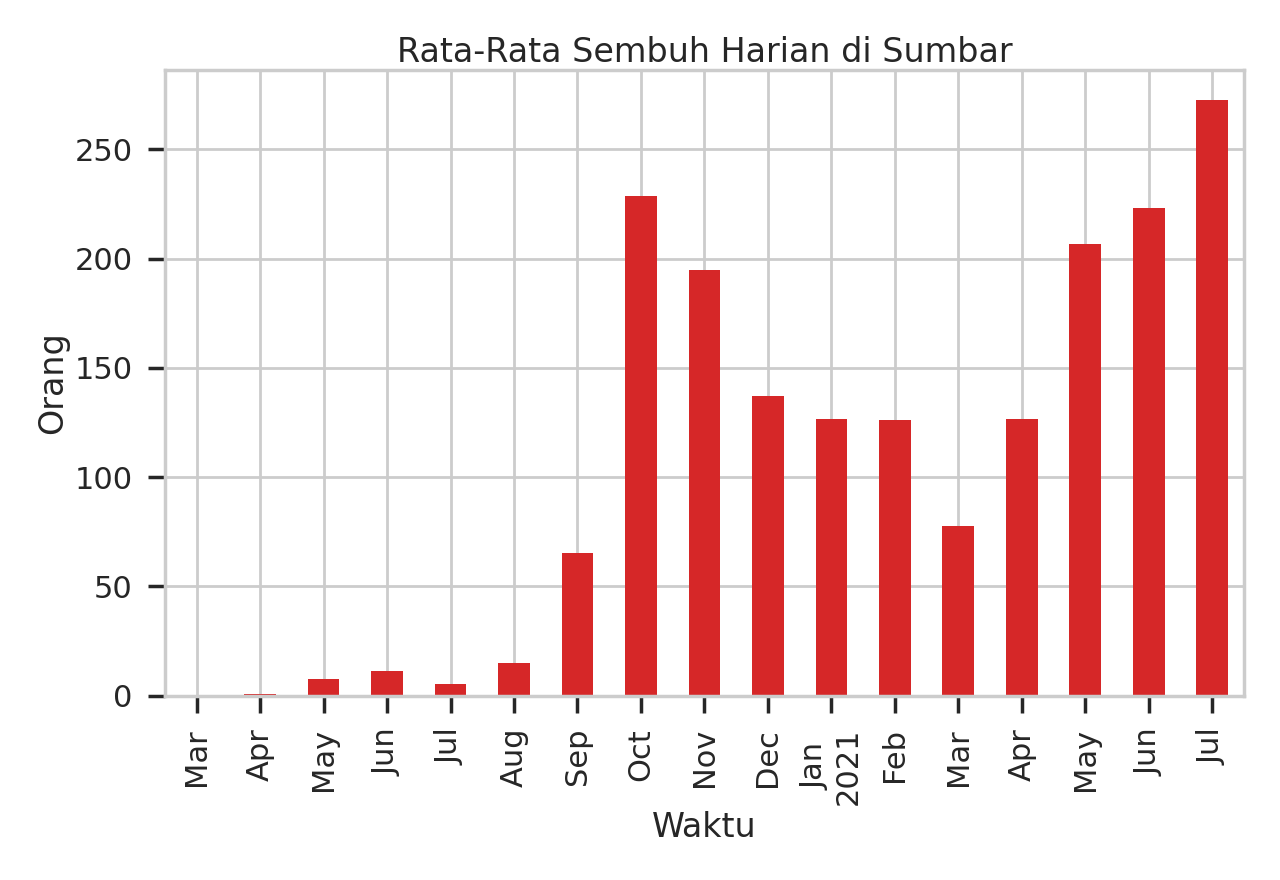 Rata-Rata Sembuh Harian di Sumbar
Orang
250
200
150
100
50
0
Mar
Apr
May
Jun
Jul
Aug
Sep
Oct
Nov
Dec
Jan
2021
Feb
Mar
Apr
May
Jun
Jul
Waktu